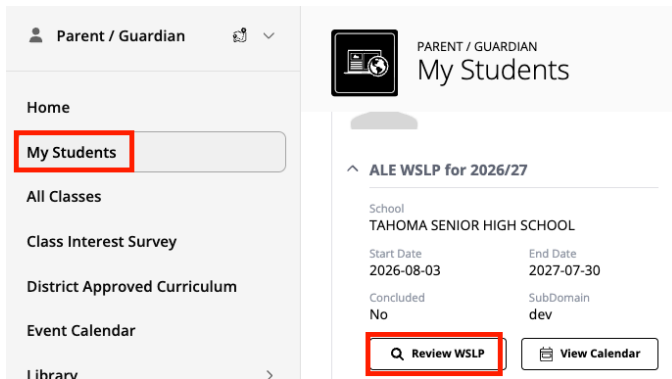 Parent / Guardian
Home
My Students
All Classes
Class Interest Survey
District Approved Curriculum
Event Calendar
Library
PARENT / GUARDIAN
My Students
ALE WSLP for 2026/27
School
TAHOMA SENIOR HIGH SCHOOL
Start Date End Date
2026-08-03 2027-07-30
Concluded SubDomain
No dev
Review WSLP View Calendar